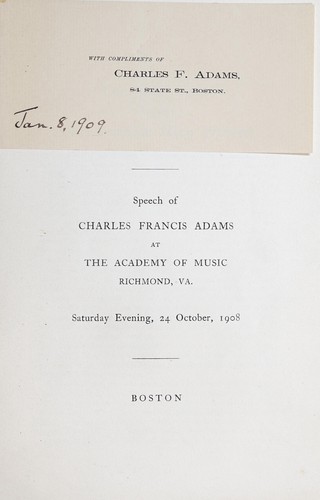 WITH COMPLIMENTS OF
CHARLES F. ADAMS,
84 STATE ST., BOSTON.
Jan. 8, 1909.
Speech of
CHARLES FRANCIS ADAMS
AT
THE ACADEMY OF MUSIC
RICHMOND, VA.
Saturday Evening, 24 October, 1908
BOSTON